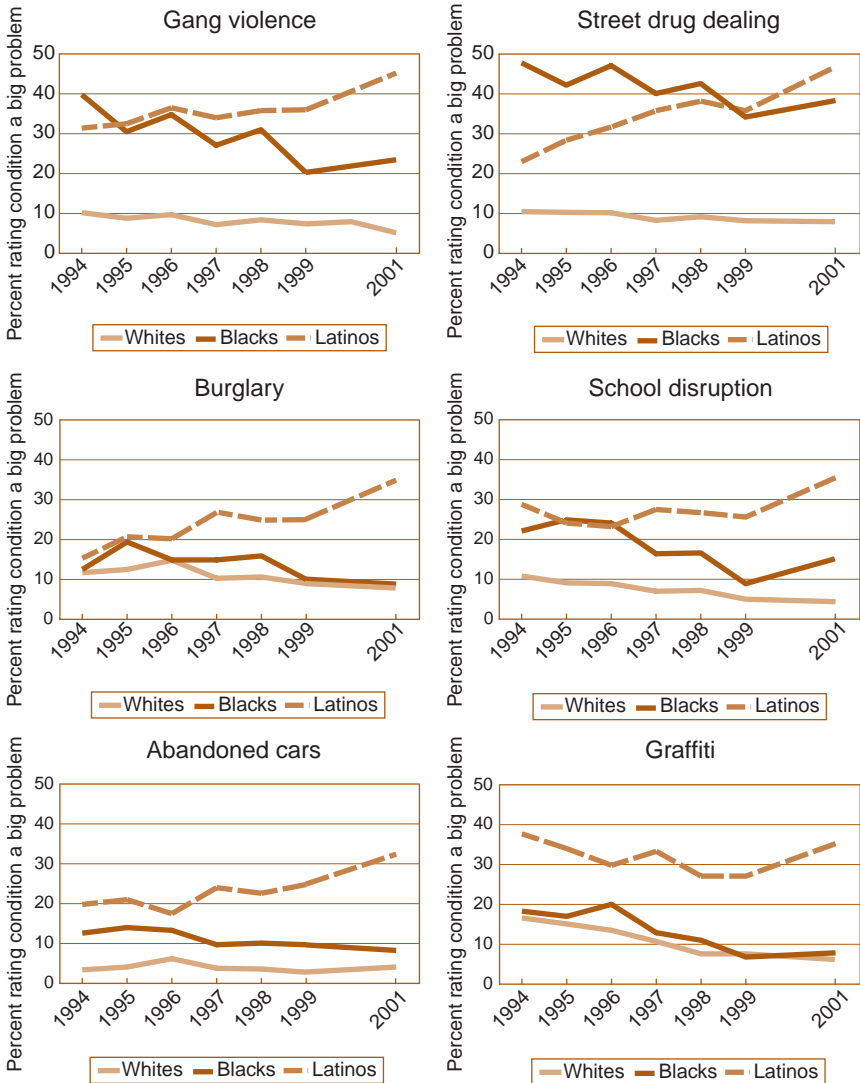 Gang violence
Percent rating condition a big problem
50
40
30
20
10
0
1994 1995 1996 1997 1998 1999 2001
Whites Blacks Latinos
Street drug dealing
Percent rating condition a big problem
50
40
30
20
10
0
1994 1995 1996 1997 1998 1999 2001
Whites Blacks Latinos
Burglary
Percent rating condition a big problem
50
40
30
20
10
0
1994 1995 1996 1997 1998 1999 2001
Whites Blacks Latinos
School disruption
Percent rating condition a big problem
50
40
30
20
10
0
1994 1995 1996 1997 1998 1999 2001
Whites Blacks Latinos
Abandoned cars
Percent rating condition a big problem
50
40
30
20
10
0
1994 1995 1996 1997 1998 1999 2001
Whites Blacks Latinos
Graffiti
Percent rating condition a big problem
50
40
30
20
10
0
1994 1995 1996 1997 1998 1999 2001
Whites Blacks Latinos